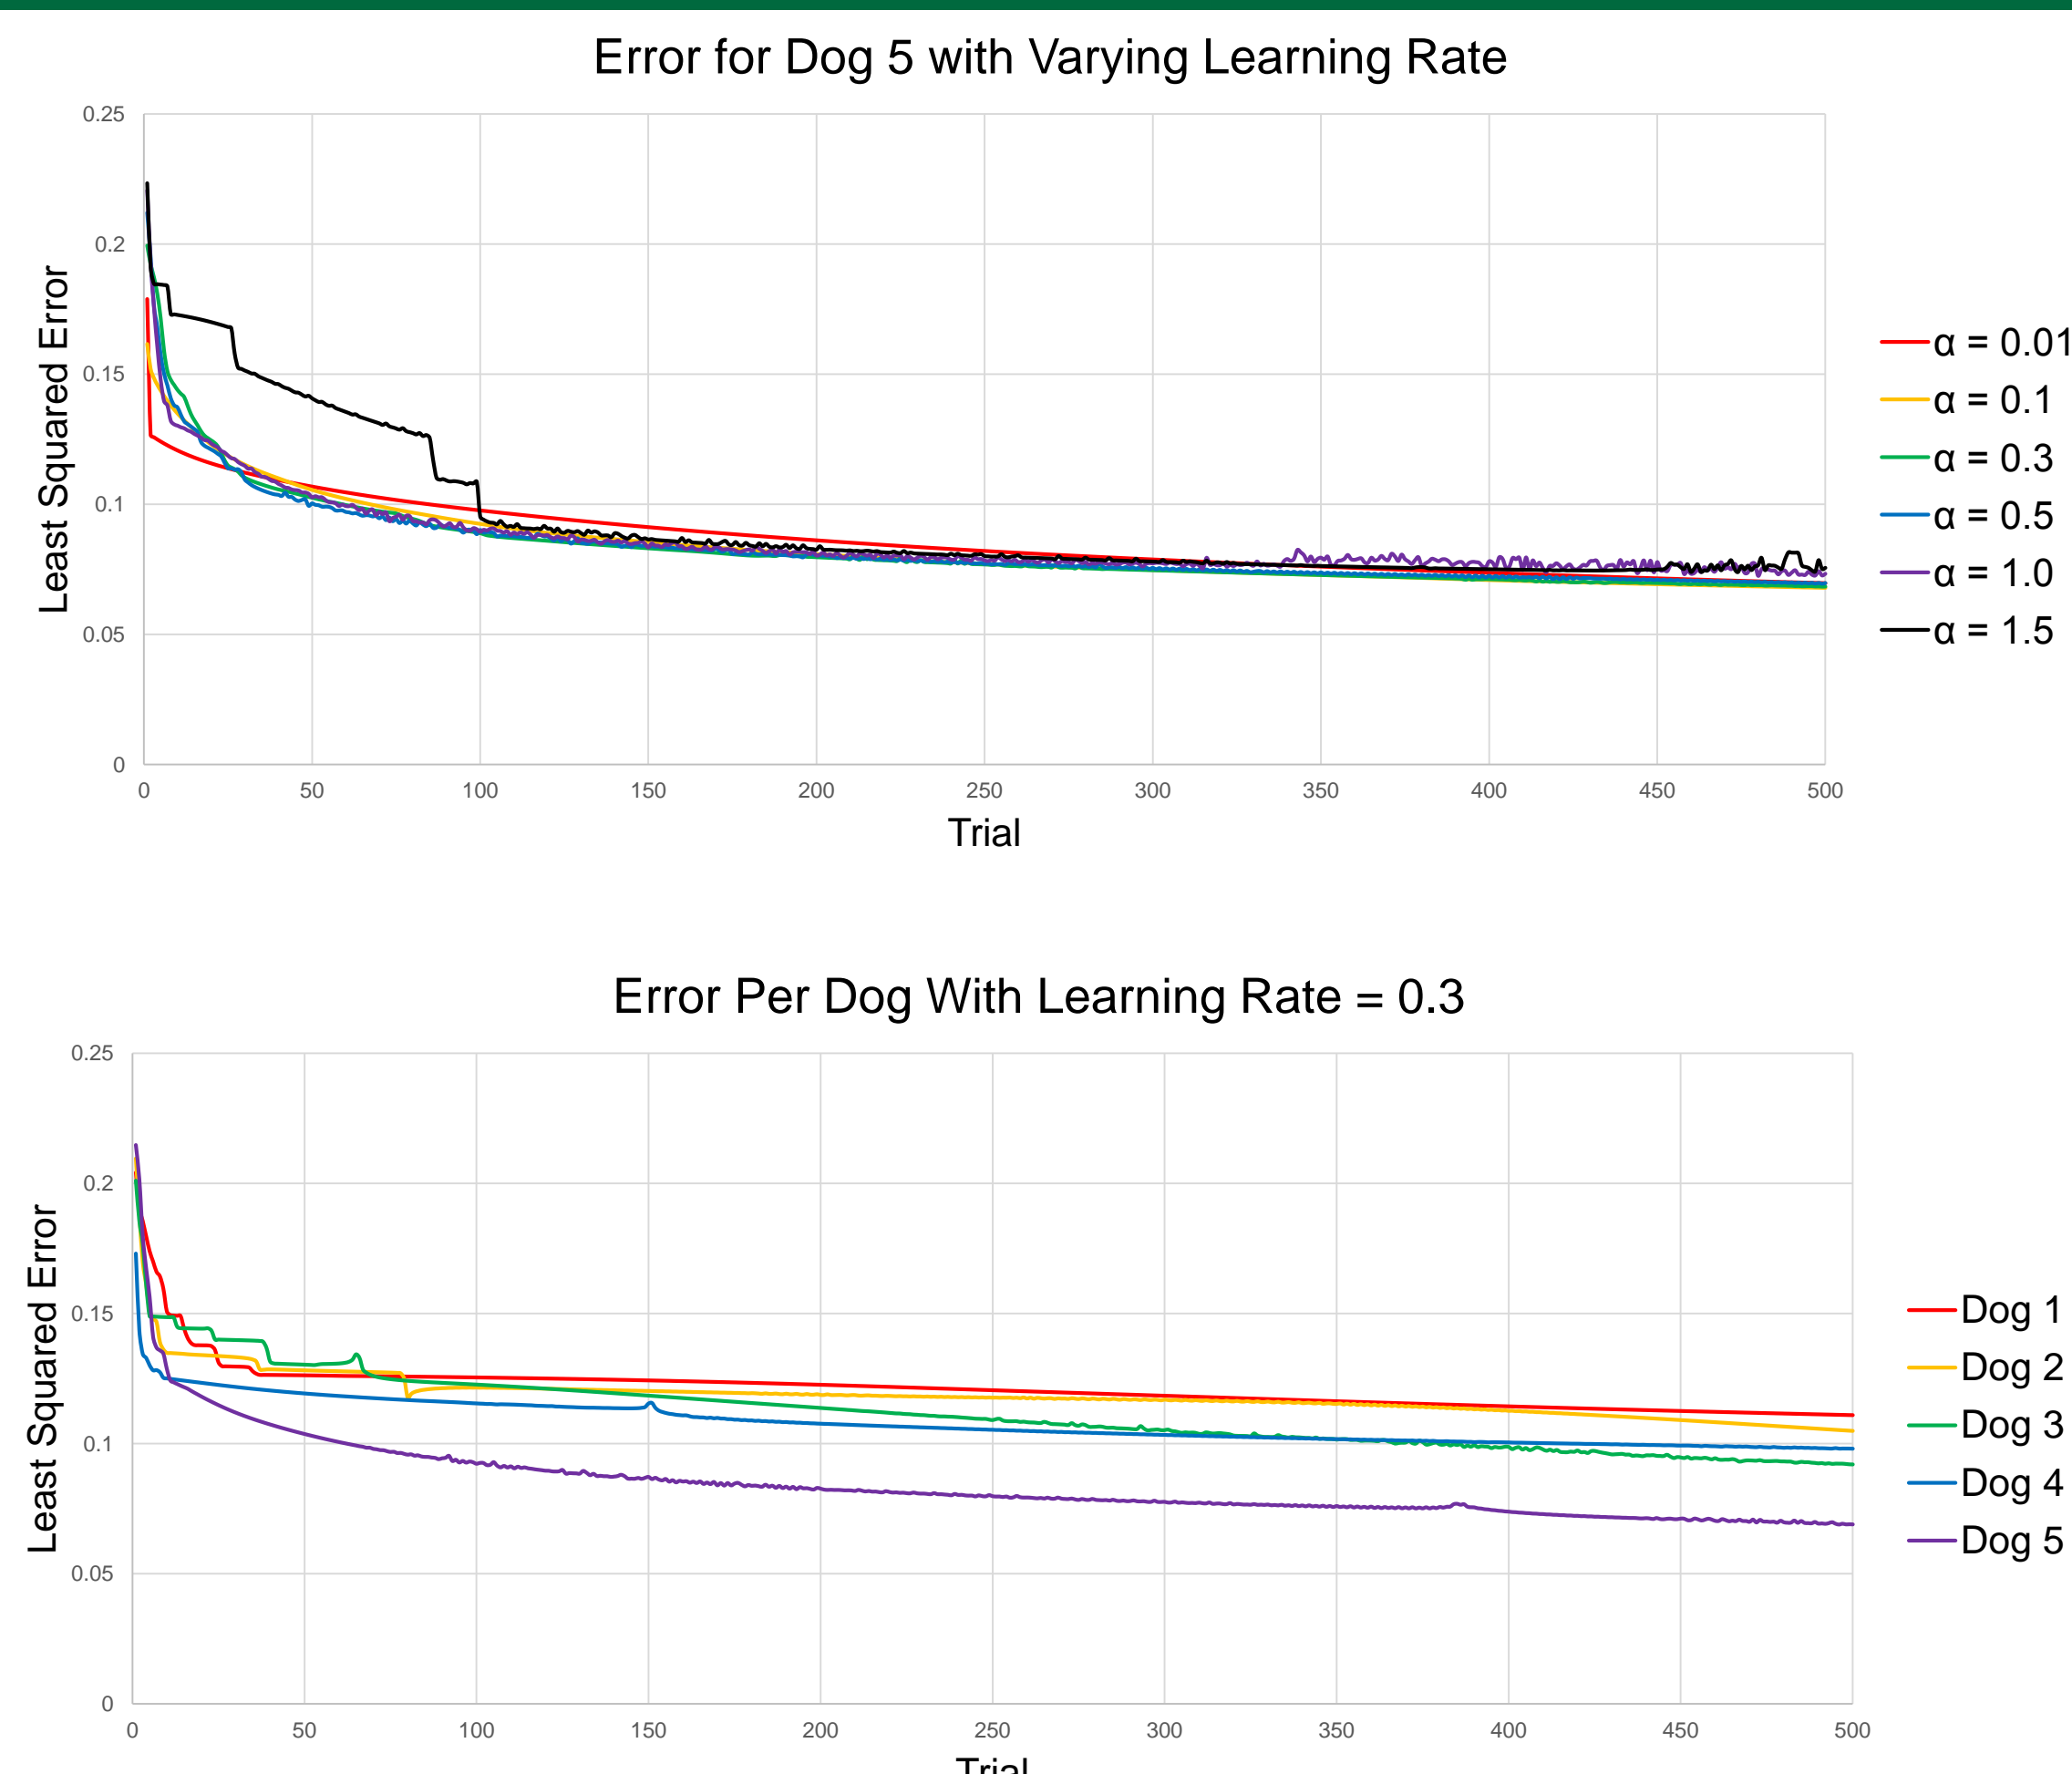 Error for Dog 5 with Varying Learning Rate
0.25
0.2
0.15
0.1
0.05
0
Least Squared Error
0 50 100 150 200 250 300 350 400 450 500
Trial
α = 0.01
α = 0.1
α = 0.3
α = 0.5
α = 1.0
α = 1.5
Error Per Dog With Learning Rate = 0.3
0.25
0.2
0.15
0.1
0.05
0
Least Squared Error
0 50 100 150 200 250 300 350 400 450 500
Trial
Dog 1
Dog 2
Dog 3
Dog 4
Dog 5